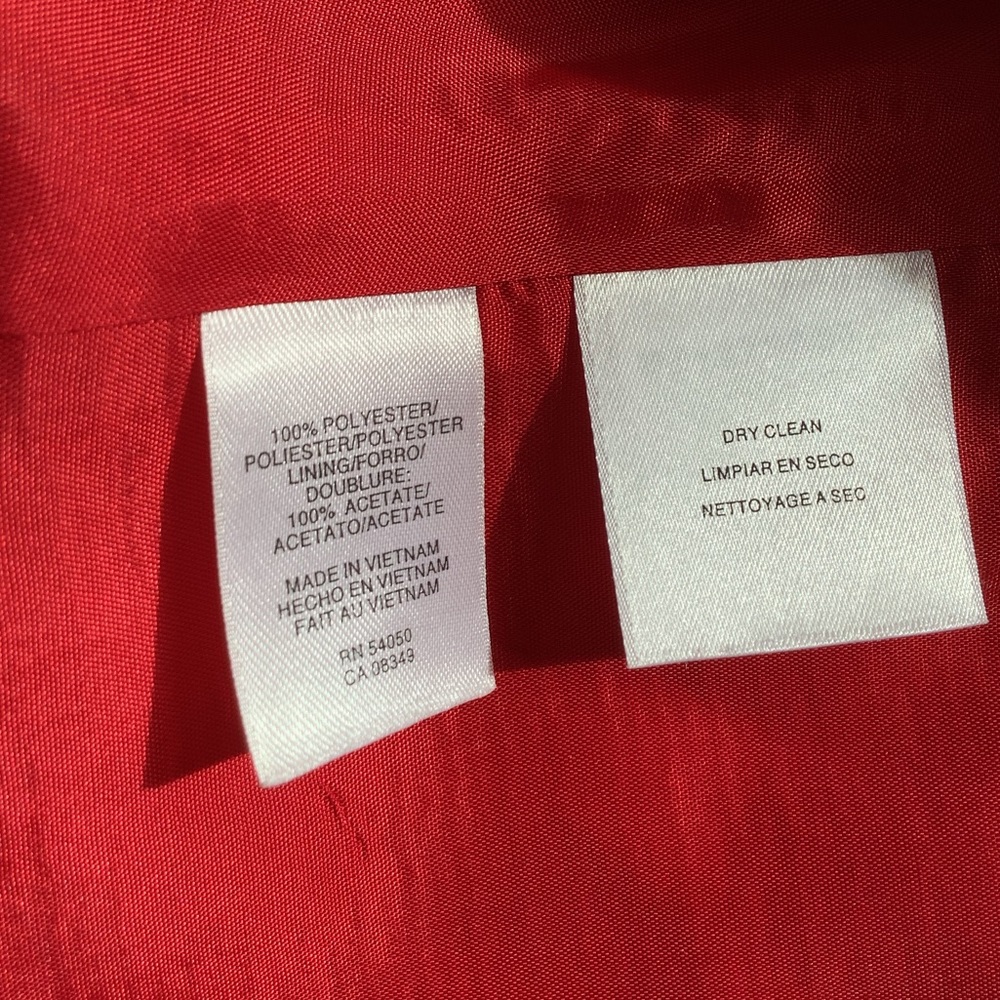 100% POLYESTER/
POLIESTER/POLYESTER
LINING/FORRO/
DOUBLURE:
100% ACETATE/
ACETATO/ACETATE
MADE IN VIETNAM
HECHO EN VIETNAM
FAIT AU VIETNAM
RN 54050
CA 08349
DRY CLEAN
LIMPIAR EN SECO
NETTOYAGE A SEC